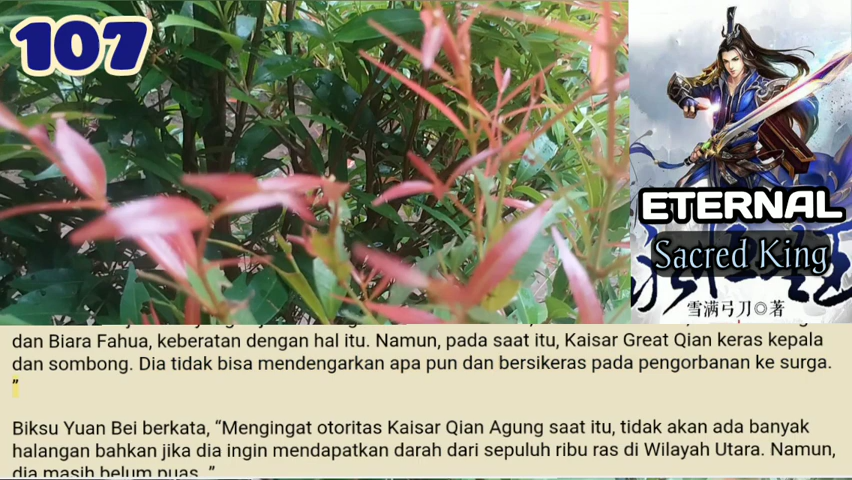 107
ETERNAL
Sacred King
雪满弓刀◎著
dan Biara Fahua, keberatan dengan hal itu. Namun, pada saat itu, Kaisar Great Qian keras kepala
dan sombong. Dia tidak bisa mendengarkan apa pun dan bersikeras pada pengorbanan ke surga.
”
Biksu Yuan Bei berkata, “Mengingat otoritas Kaisar Qian Agung saat itu, tidak akan ada banyak
halangan bahkan jika dia ingin mendapatkan darah dari sepuluh ribu ras di Wilayah Utara. Namun,
dia masih belum puas. ”